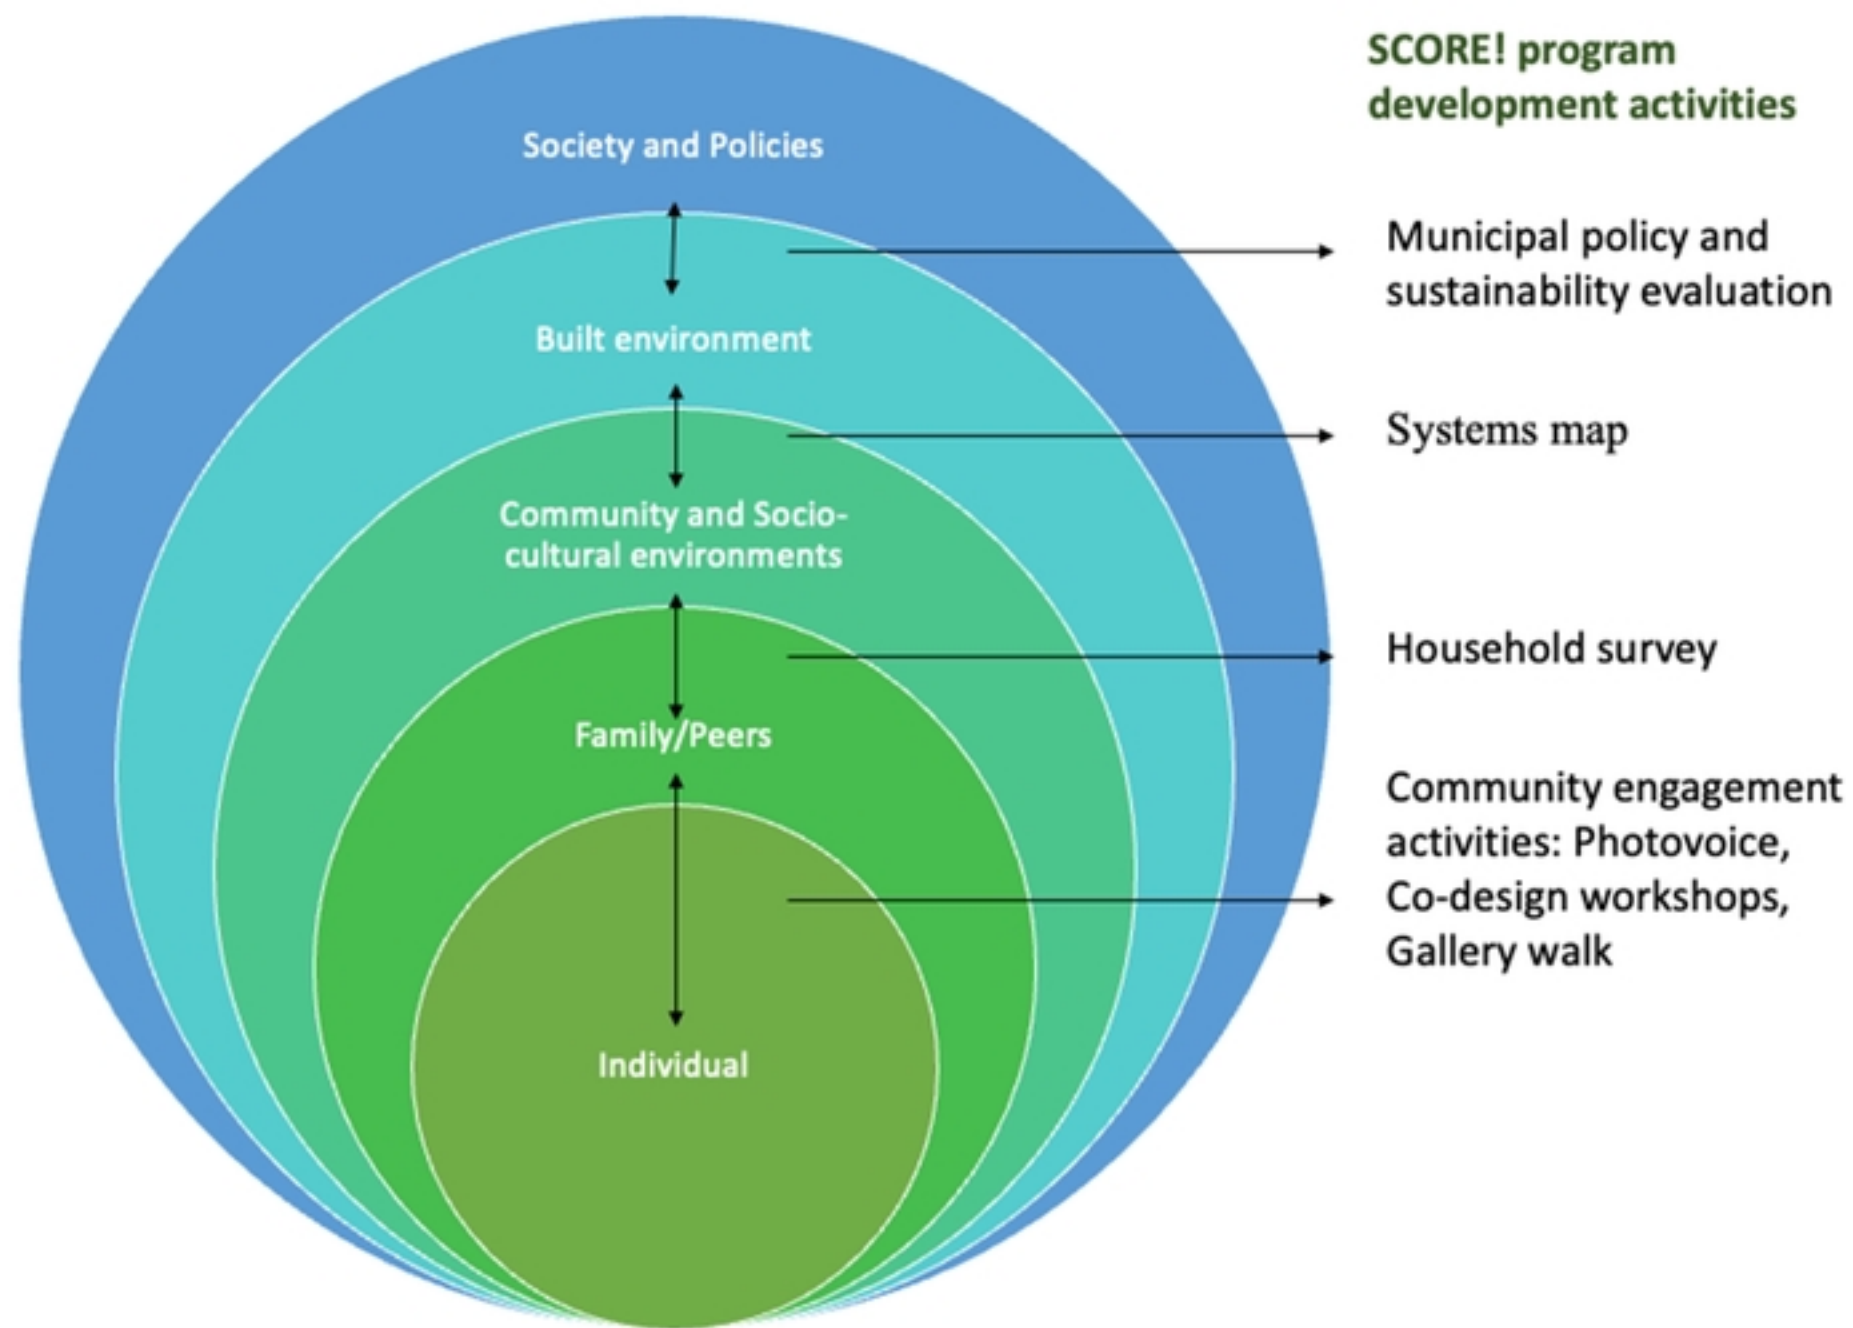 SCORE! program
development activities
Society and Policies
Municipal policy and
sustainability evaluation
Built environment
Systems map
Community and Socio-
cultural environments
Household survey
Family/Peers
Community engagement
activities: Photovoice,
Co-design workshops,
Gallery walk
Individual